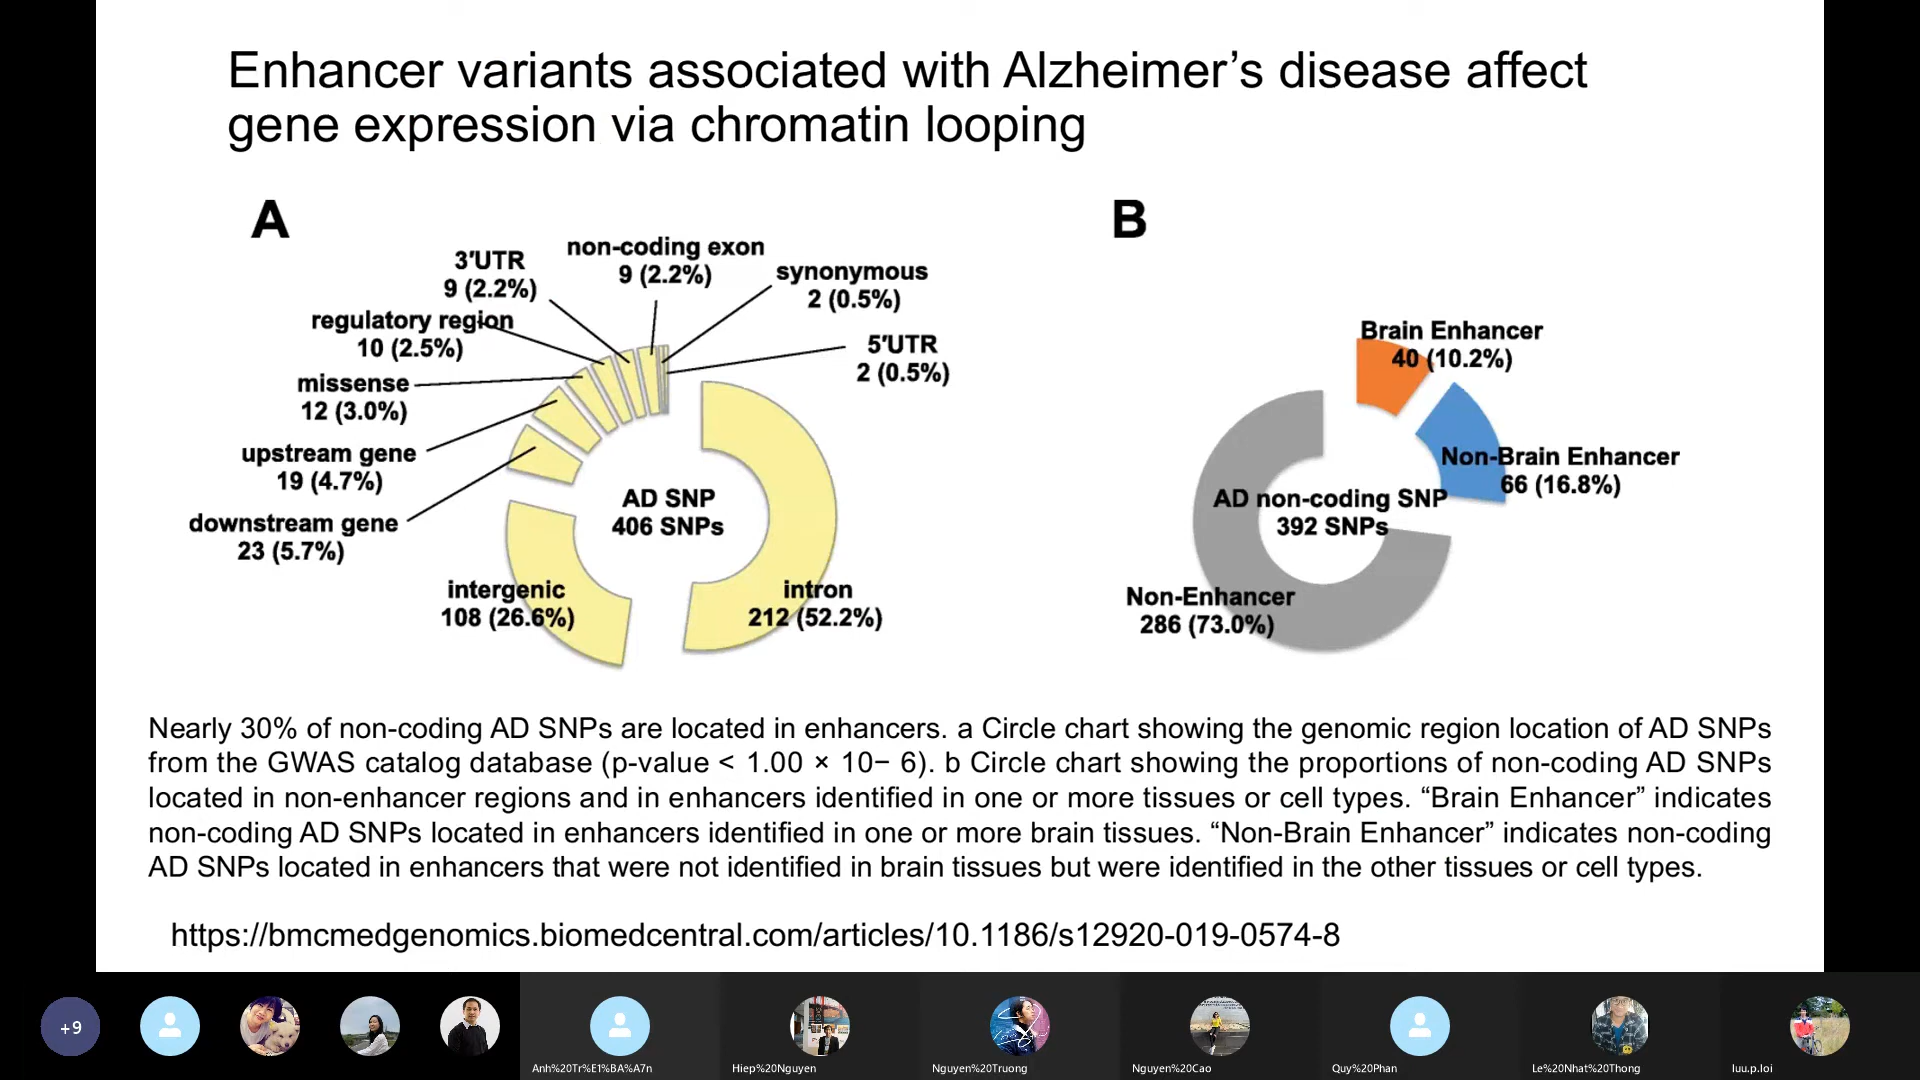 Enhancer variants associated with Alzheimer’s disease affect
gene expression via chromatin looping
A
3′UTR
9 (2.2%)
non-coding exon
9 (2.2%)
synonymous
2 (0.5%)
regulatory region
10 (2.5%)
5′UTR
2 (0.5%)
missense
12 (3.0%)
upstream gene
19 (4.7%)
downstream gene
23 (5.7%)
AD SNP
406 SNPs
intergenic
108 (26.6%)
intron
212 (52.2%)
B
Brain Enhancer
40 (10.2%)
Non-Brain Enhancer
66 (16.8%)
AD non-coding SNP
392 SNPs
Non-Enhancer
286 (73.0%)
Nearly 30% of non-coding AD SNPs are located in enhancers. a Circle chart showing the genomic region location of AD SNPs
from the GWAS catalog database (p-value < 1.00 × 10− 6). b Circle chart showing the proportions of non-coding AD SNPs
located in non-enhancer regions and in enhancers identified in one or more tissues or cell types. “Brain Enhancer” indicates
non-coding AD SNPs located in enhancers identified in one or more brain tissues. “Non-Brain Enhancer” indicates non-coding
AD SNPs located in enhancers that were not identified in brain tissues but were identified in the other tissues or cell types.
https://bmcmedgenomics.biomedcentral.com/articles/10.1186/s12920-019-0574-8
+9
Anh%20Tr%E1%BA%A7n
Hiep%20Nguyen
Nguyen%20Truong
Nguyen%20Cao
Quy%20Phan
Le%20Nhat%20Thong
luu.p.loi